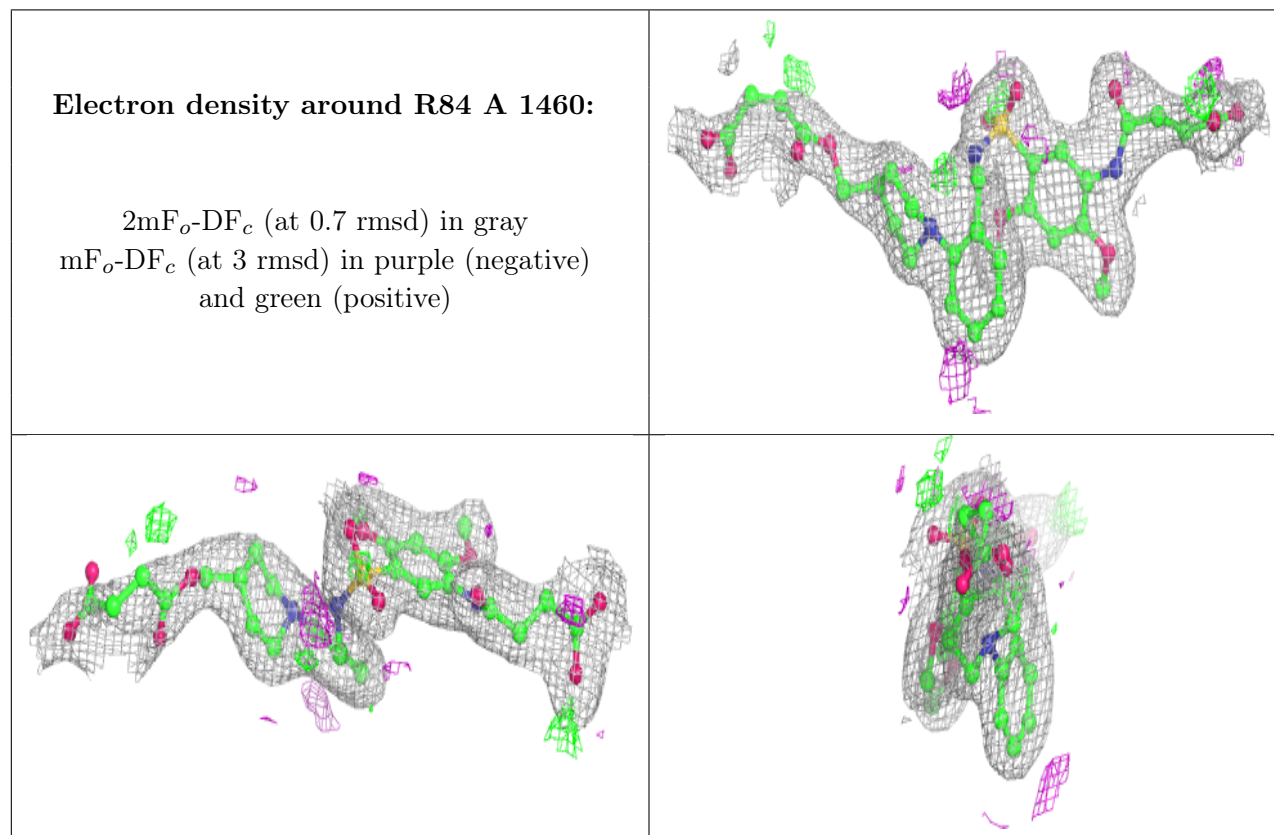 Electron density around R84 A 1460:
2mFo-DFc (at 0.7 rmsd) in gray
mFo-DFc (at 3 rmsd) in purple (negative)
and green (positive)